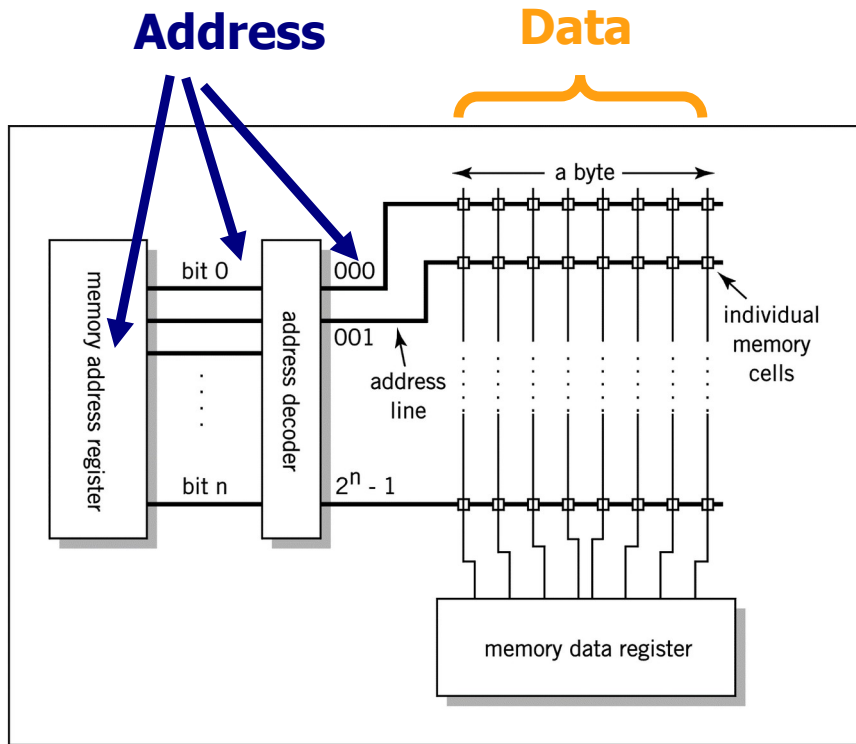 Address
Data
a byte
memory address register
bit 0
bit n
address decoder
000
001
address
line
2ⁿ - 1
individual
memory
cells
memory data register